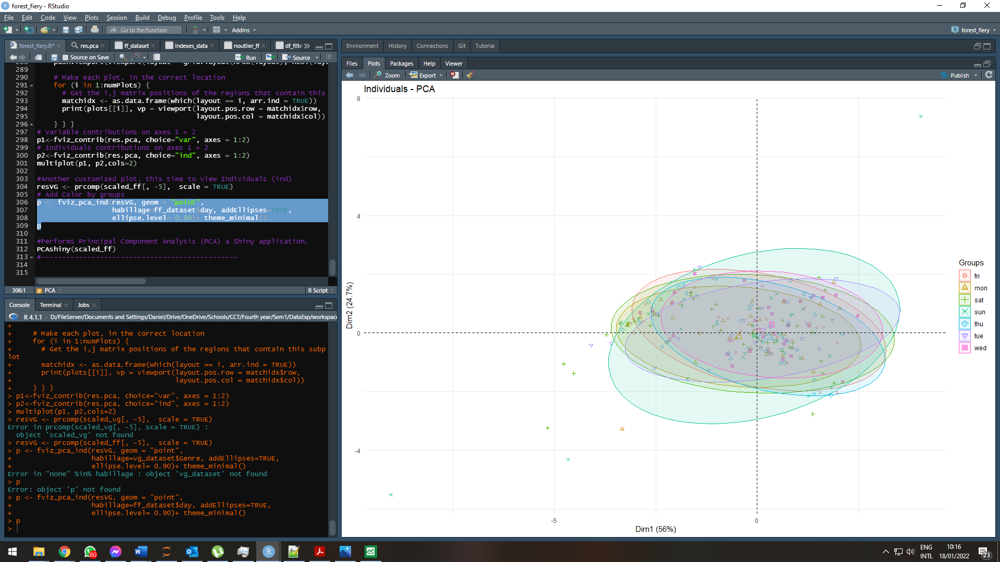 forest_fiery - RStudio
File Edit Code View Plots Session Build Debug Profile Tools Help
Go to file/function Addins forest_fiery
forest_fiery.R* res.pca ff_dataset indexes_data noutlier_ff df_filte
Source on Save Run Source
289
290 # Make each plot, in the correct location
291 for (i in 1:numPlots) {
292 # Get the i,j matrix positions of the regions that contain this
293 matchidx <- as.data.frame(which(layout == i, arr.ind = TRUE))
294 print(plots[[i]], vp = viewport(layout.pos.row = matchidx$row,
295 layout.pos.col = matchidx$col))
296 } } }
297 # variable contributions on axes 1 + 2
298 p1<-fviz_contrib(res.pca, choice="var", axes = 1:2)
299 # Individuals contributions on axes 1 + 2
300 p2<-fviz_contrib(res.pca, choice="ind", axes = 1:2)
301 multiplot(p1, p2,cols=2)
302
303 #Another customized plot, this time to view Individuals (ind)
304 resVG <- prcomp(scaled_ff[, -5],  scale = TRUE)
305 # Add Color by groups
306 p <- fviz_pca_ind(resVG, geom = "point",
307 habillage=ff_dataset$day, addEllipses=TRUE,
308 ellipse.level= 0.90)+ theme_minimal()
309 p
310
311 #Performs Principal Component Analysis (PCA) a Shiny application.
312 PCAshiny(scaled_ff)
313 #-----------------------------------------------
314
315
306:1 # PCA R Script
Console Terminal Jobs
R 4.1.1 · D:/FileServer/Documents and Settings/Daniel/Drive/OneDrive/Schools/CCT/Fourth year/Sem1/DataExp/workspac
+
+ # Make each plot, in the correct location
+ for (i in 1:numPlots) {
+ # Get the i,j matrix positions of the regions that contain this subp
lot
+ matchidx <- as.data.frame(which(layout == i, arr.ind = TRUE))
+ print(plots[[i]], vp = viewport(layout.pos.row = matchidx$row,
+ layout.pos.col = matchidx$col))
+ } } }
> p1<-fviz_contrib(res.pca, choice="var", axes = 1:2)
> p2<-fviz_contrib(res.pca, choice="ind", axes = 1:2)
> multiplot(p1, p2,cols=2)
> resVG <- prcomp(scaled_vg[, -5],  scale = TRUE)
Error in prcomp(scaled_vg[, -5], scale = TRUE) :
object 'scaled_vg' not found
> resVG <- prcomp(scaled_ff[, -5],  scale = TRUE)
> p <- fviz_pca_ind(resVG, geom = "point",
+ habillage=vg_dataset$Genre, addEllipses=TRUE,
+ ellipse.level= 0.90)+ theme_minimal()
Error in "none" %in% habillage : object 'vg_dataset' not found
> p
Error: object 'p' not found
> p <- fviz_pca_ind(resVG, geom = "point",
+ habillage=ff_dataset$day, addEllipses=TRUE,
+ ellipse.level= 0.90)+ theme_minimal()
> p
>
Environment History Connections Git Tutorial
Files Plots Packages Help Viewer
Zoom Export Publish
Individuals - PCA
8
4
0
-4
Dim2 (24.7%)
-5 0
Dim1 (56%)
Groups
fri
mon
sat
sun
thu
tue
wed
60
ENG
INTL
10:16
18/01/2022
23